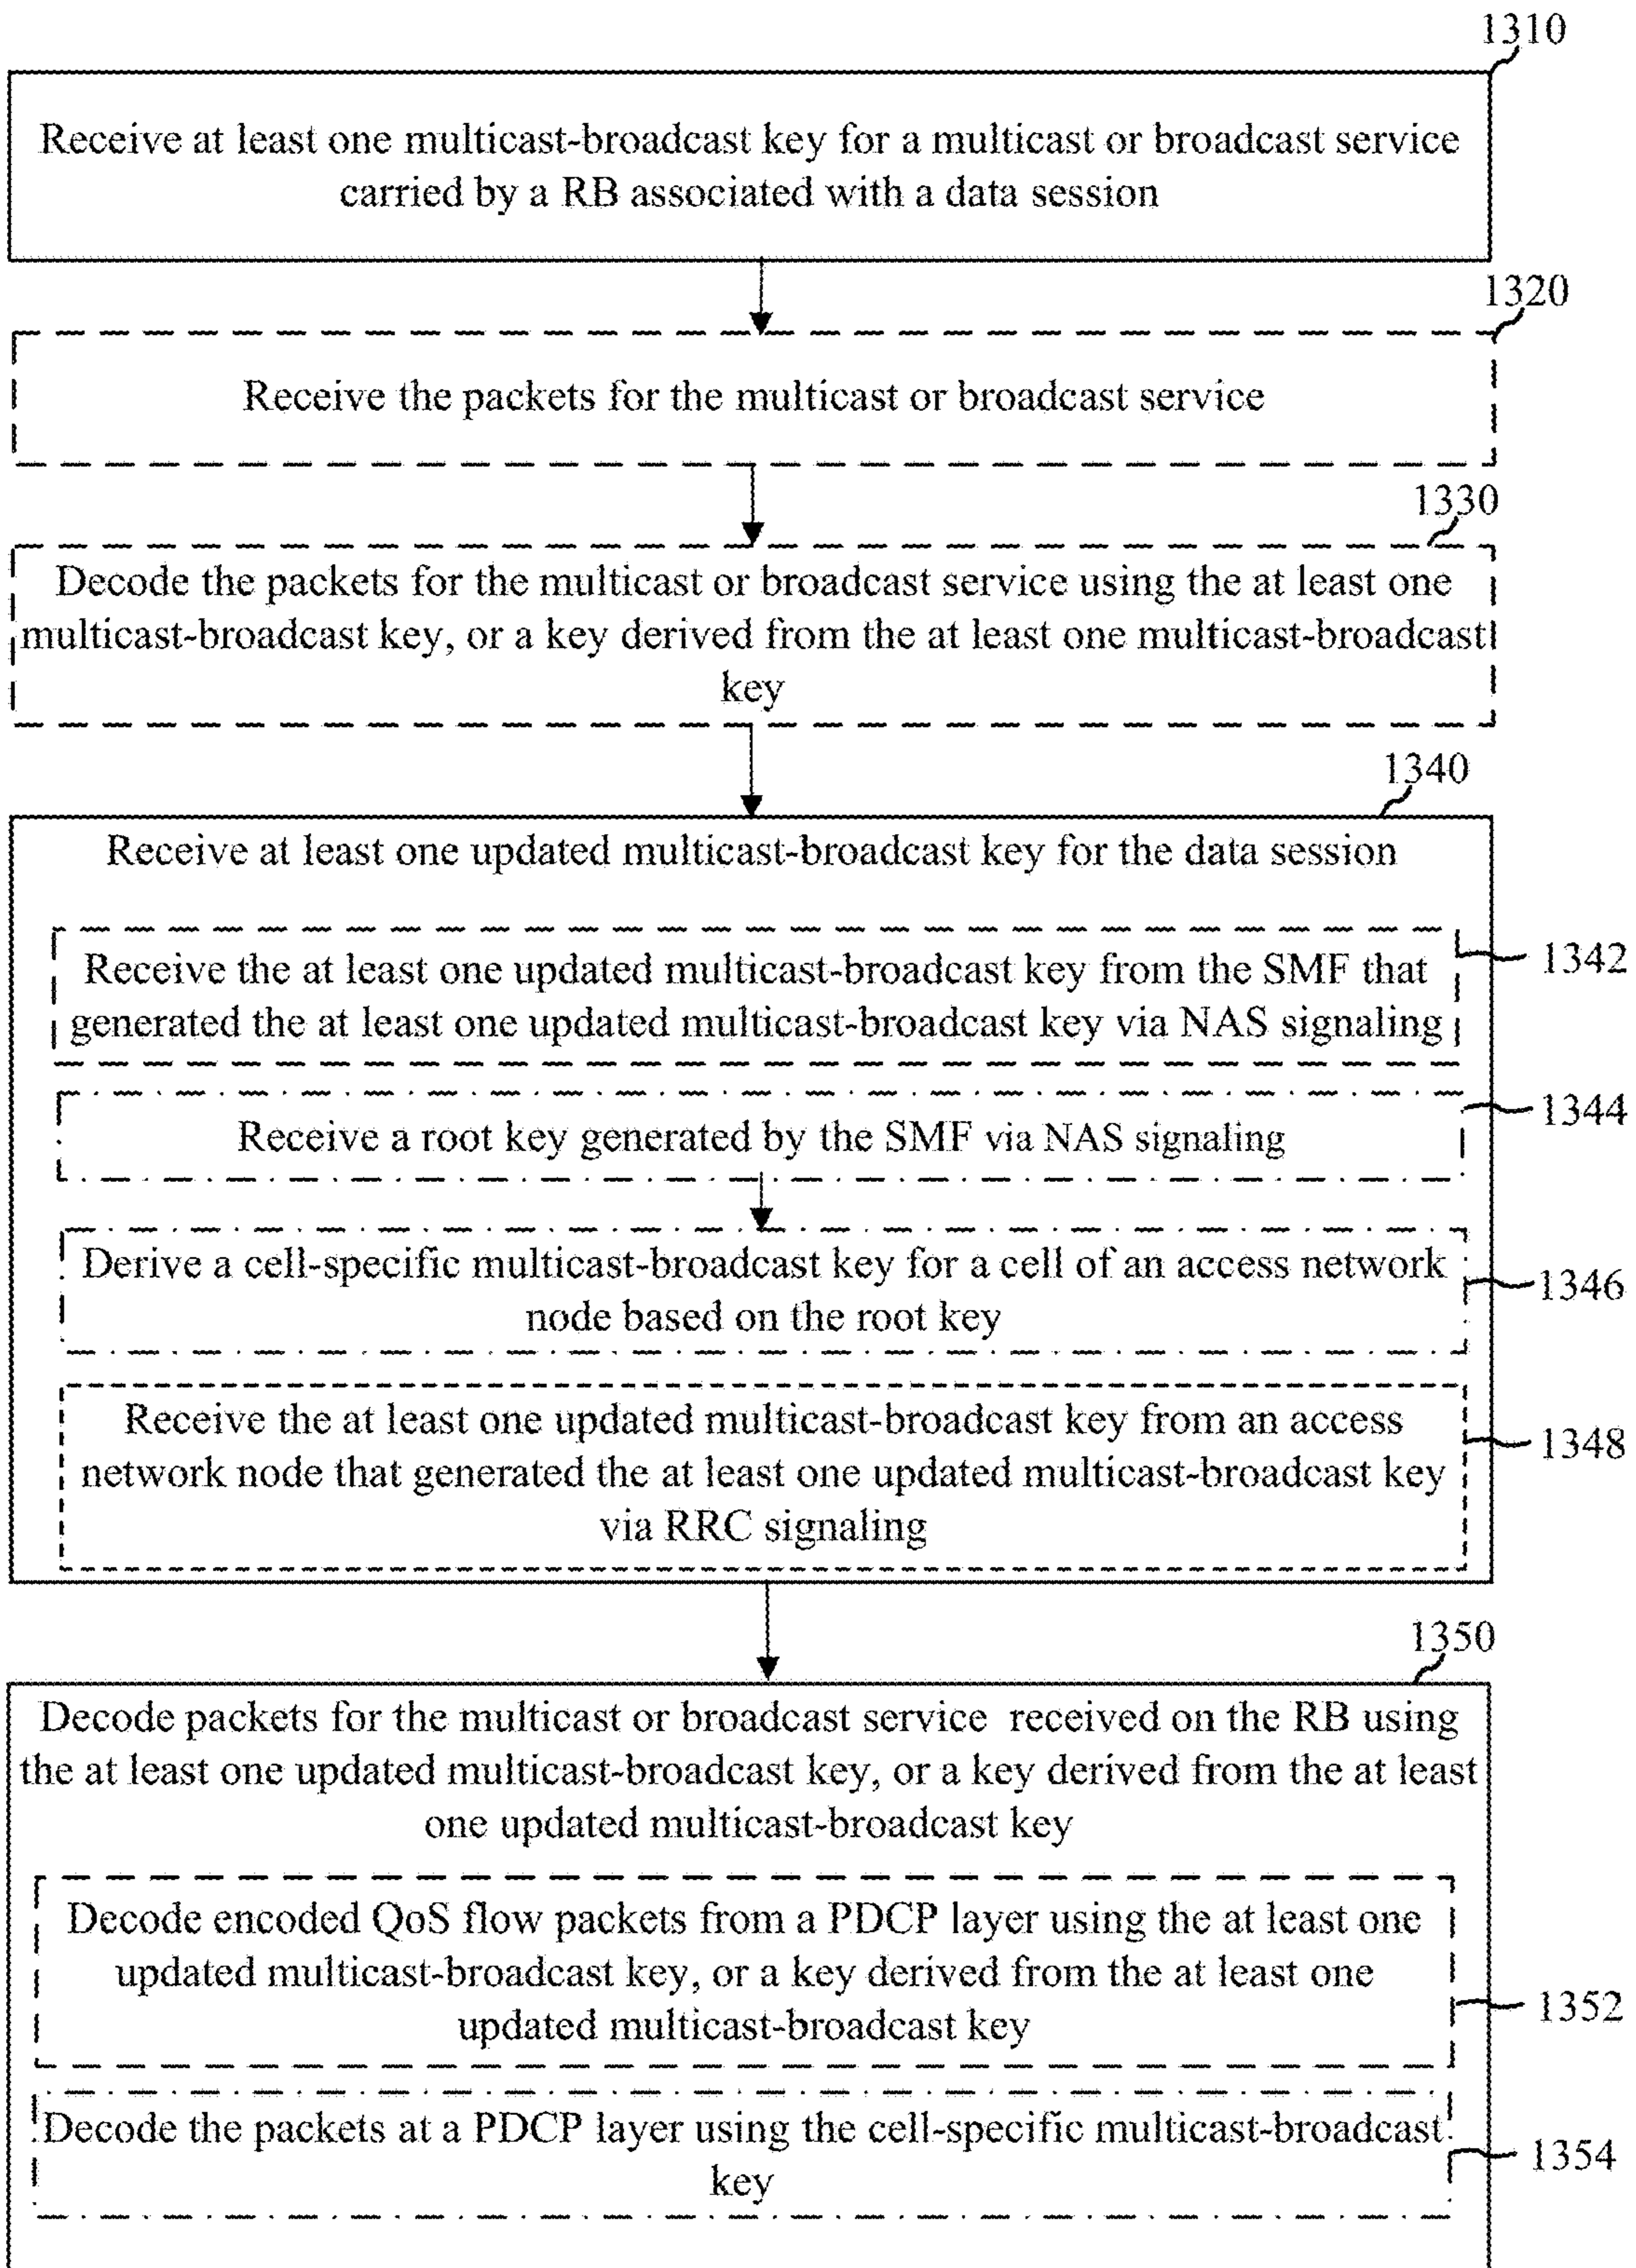 1310
Receive at least one multicast-broadcast key for a multicast or broadcast service
carried by a RB associated with a data session
1320
Receive the packets for the multicast or broadcast service
1330
Decode the packets for the multicast or broadcast service using the at least one
multicast-broadcast key, or a key derived from the at least one multicast-broadcast
key
1340
Receive at least one updated multicast-broadcast key for the data session
Receive the at least one updated multicast-broadcast key from the SMF that
1342
generated the at least one updated multicast-broadcast key via NAS signaling
1344
Receive a root key generated by the SMF via NAS signaling
Derive a cell-specific multicast-broadcast key for a cell of an access network
1346
node based on the root key
Receive the at least one updated multicast-broadcast key from an access
1348
network node that generated the at least one updated multicast-broadcast key
via RRC signaling
1350
Decode packets for the multicast or broadcast service received on the RB using
the at least one updated multicast-broadcast key, or a key derived from the at least
one updated multicast-broadcast key
Decode encoded QoS flow packets from a PDCP layer using the at least one
updated multicast-broadcast key, or a key derived from the at least one
1352
updated multicast-broadcast key
Decode the packets at a PDCP layer using the cell-specific multicast-broadcast
1354
key